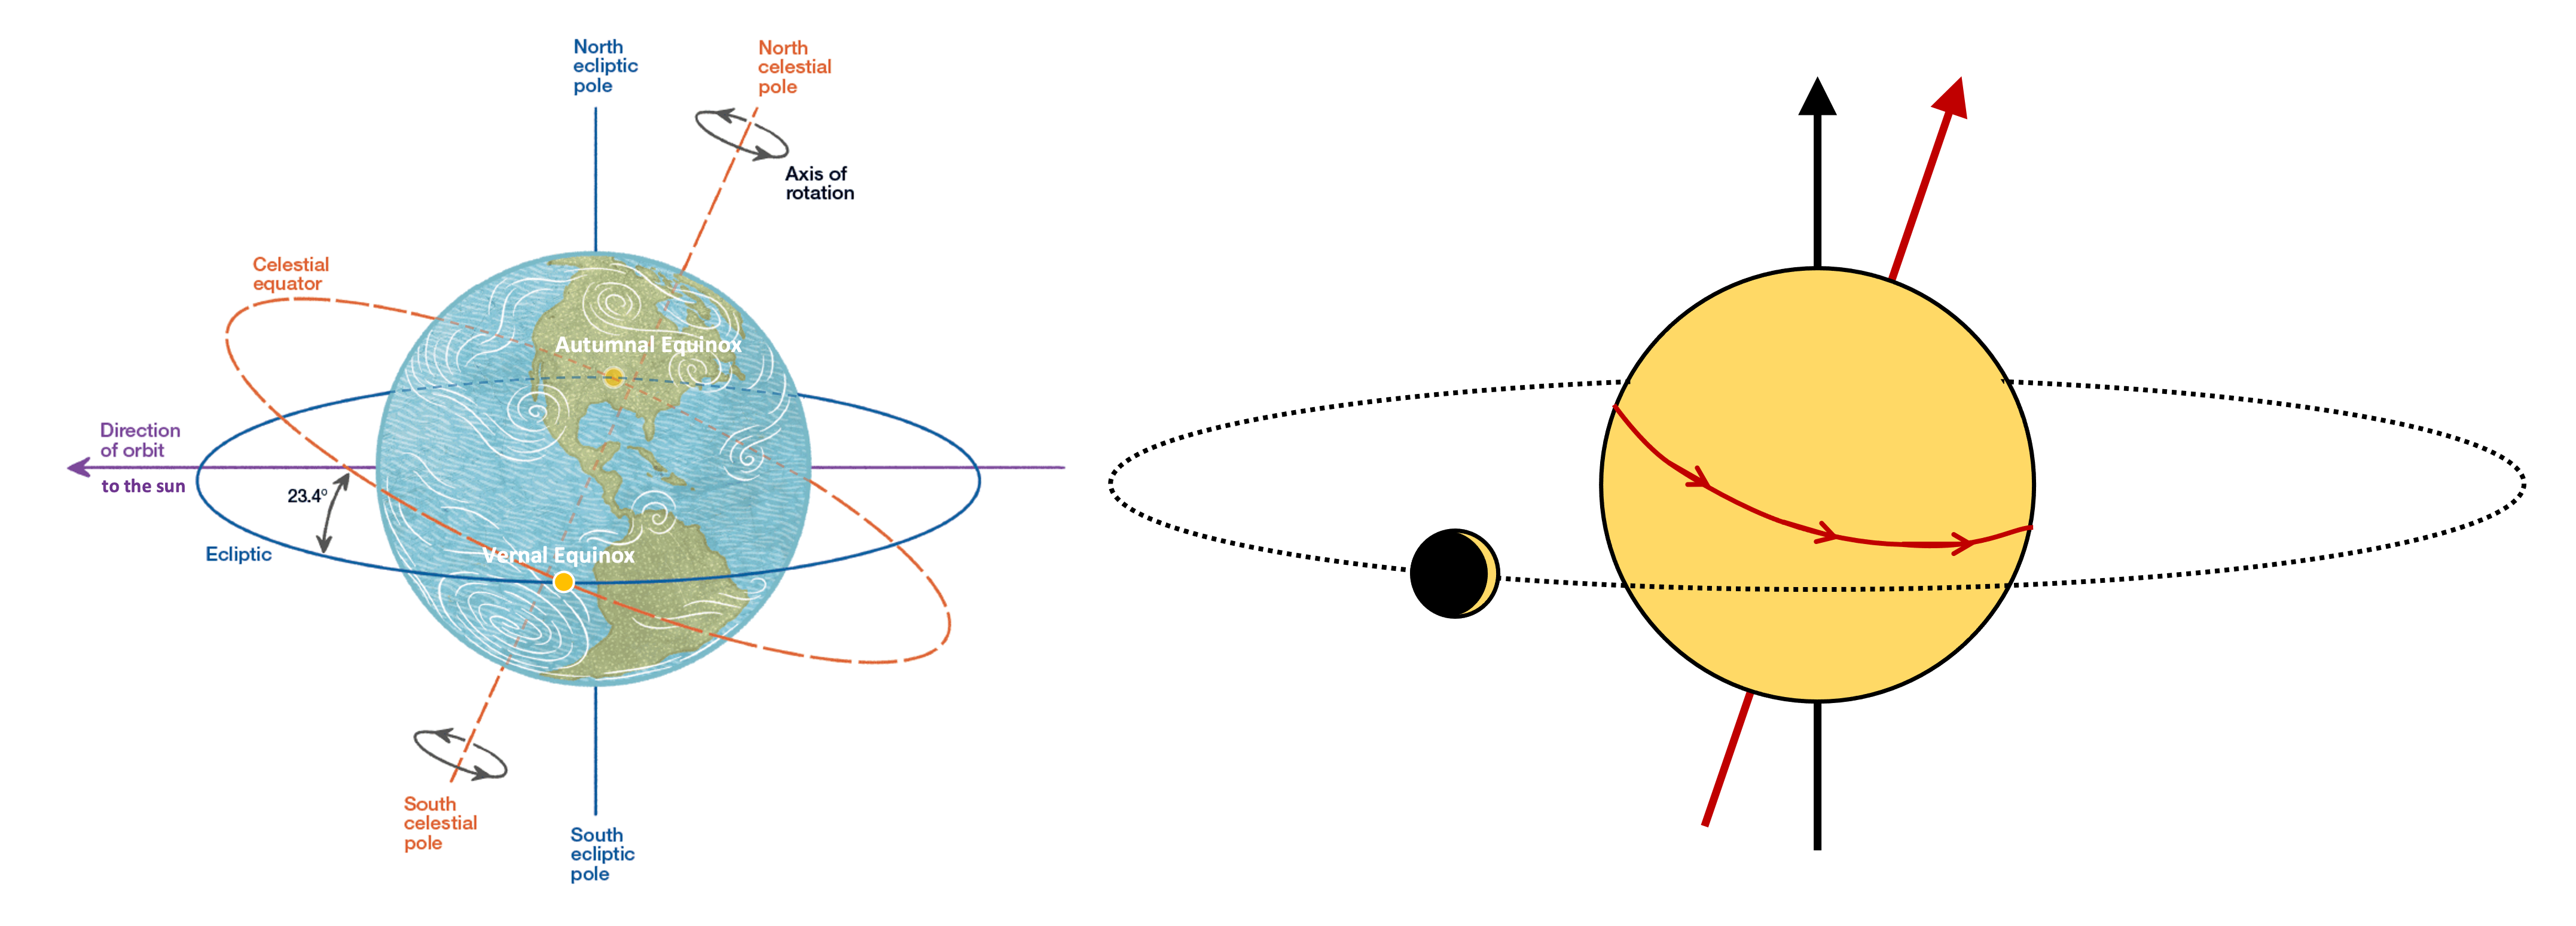 North
ecliptic
pole
North
celestial
pole
Axis of
rotation
Celestial
equator
Autumnal Equinox
Direction
of orbit
to the sun
23.4º
Ecliptic
Vernal Equinox
South
celestial
pole
South
ecliptic
pole